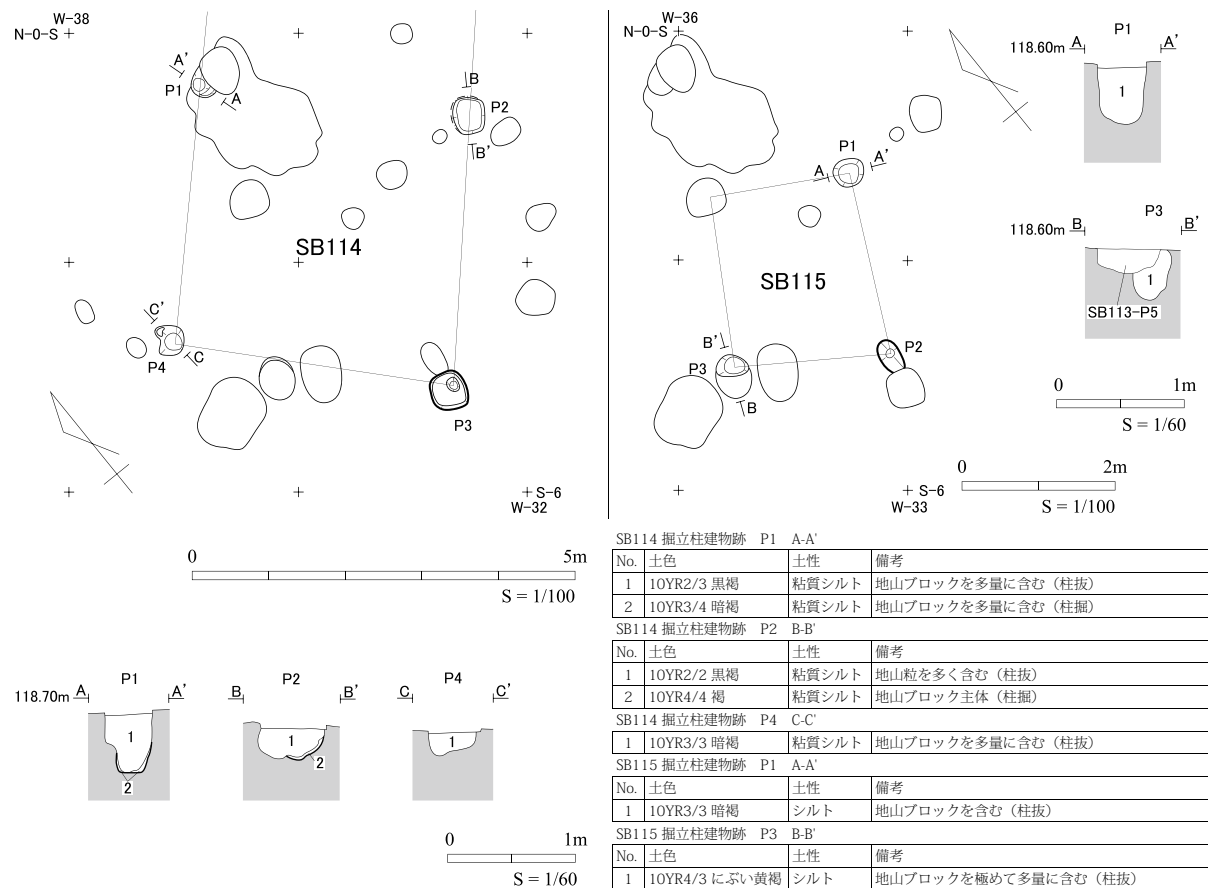 W-38
N-0-S
A'
P1
A
B
P2
B'
SB114
C'
P4
C
P3
S-6
W-32
0 5m
S = 1/100
P1
118.70m A A'
1
2
P2
B B'
1
2
P4
C C'
1
0 1m
S = 1/60
W-36
N-0-S
P1
A A'
SB115
B'
P3
B
P2
S-6
W-33
P1
118.60m A A'
1
P3
118.60m B B'
1
SB113-P5
0 1m
S = 1/60
0 2m
S = 1/100
SB114 掘立柱建物跡 P1 A-A'
No. 土色 土性 備考
1 10YR2/3 黒褐 粘質シルト 地山ブロックを多量に含む（柱抜）
2 10YR3/4 暗褐 粘質シルト 地山ブロックを多量に含む（柱掘）
SB114 掘立柱建物跡 P2 B-B'
No. 土色 土性 備考
1 10YR2/2 黒褐 粘質シルト 地山粒を多く含む（柱抜）
2 10YR4/4 褐 粘質シルト 地山ブロック主体（柱掘）
SB114 掘立柱建物跡 P4 C-C'
1 10YR3/3 暗褐 粘質シルト 地山ブロックを多量に含む（柱抜）
SB115 掘立柱建物跡 P1 A-A'
No. 土色 土性 備考
1 10YR3/3 暗褐 シルト 地山ブロックを含む（柱抜）
SB115 掘立柱建物跡 P3 B-B'
No. 土色 土性 備考
1 10YR4/3 にぶい黄褐 シルト 地山ブロックを極めて多量に含む（柱抜）